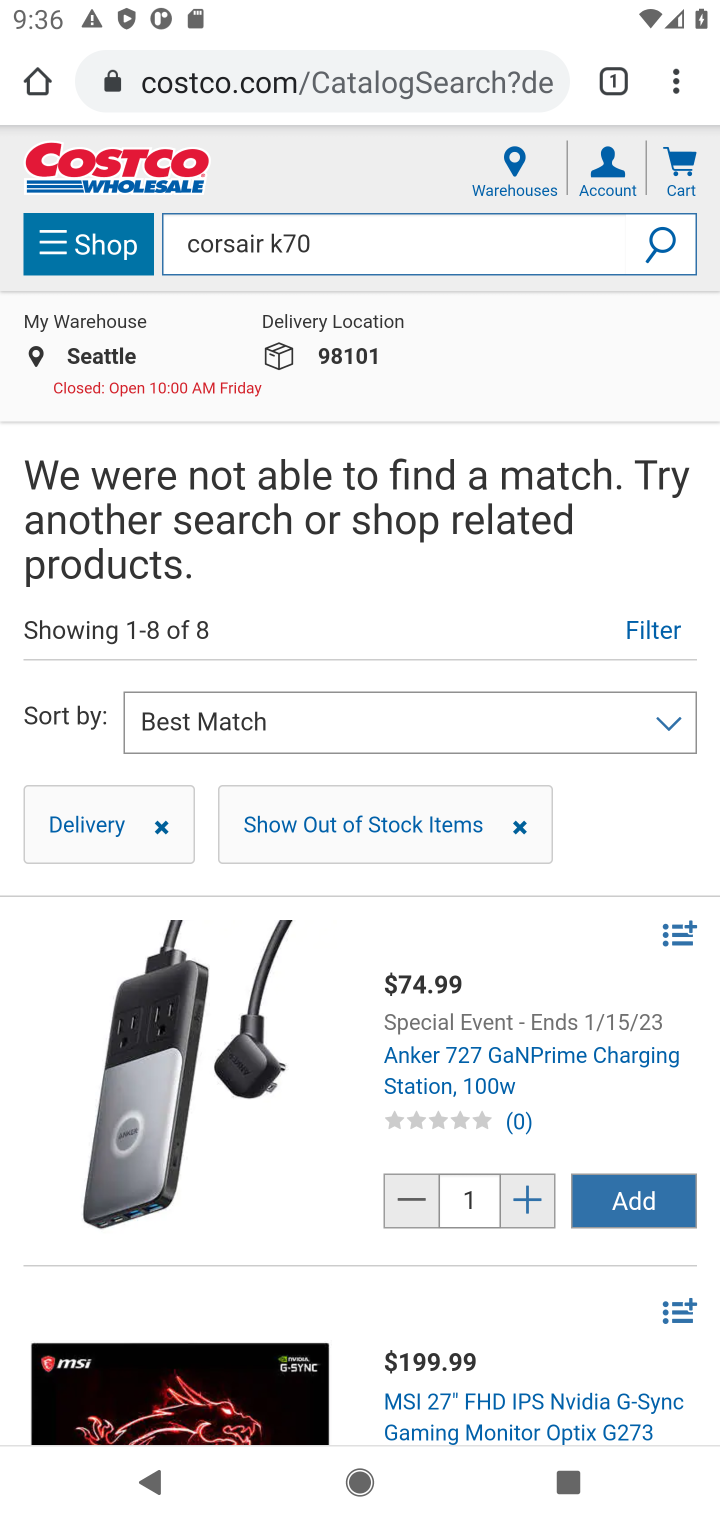 9:36
costco.com/CatalogSearch?de
1
COSTCO
WHOLESALE
Warehouses
Account
Cart
Shop
corsair k70
My Warehouse
Delivery Location
Seattle
98101
Closed: Open 10:00 AM Friday
We were not able to find a match. Try
another search or shop related
products.
Showing 1-8 of 8
Filter
Sort by:
Best Match
Delivery
Show Out of Stock Items
$74.99
Special Event - Ends 1/15/23
Anker 727 GaNPrime Charging
Station, 100w
(0)
1
Add
ANKER
msi
NVIDIA
G-SYNC
$199.99
MSI 27" FHD IPS Nvidia G-Sync
Gaming Monitor Optix G273